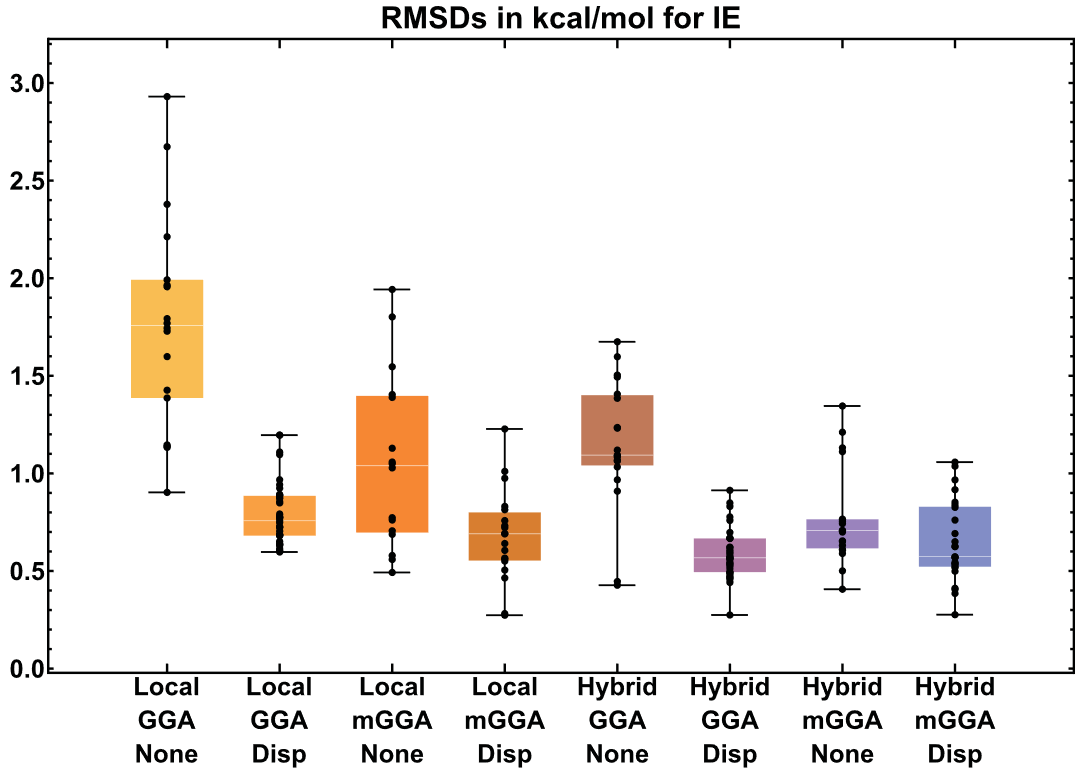 RMSDs in kcal/mol for IE
3.0
2.5
2.0
1.5
1.0
0.5
0.0
Local Local Local Local Hybrid Hybrid Hybrid Hybrid
GGA GGA mGGA mGGA GGA GGA mGGA mGGA
None Disp None Disp None Disp None Disp